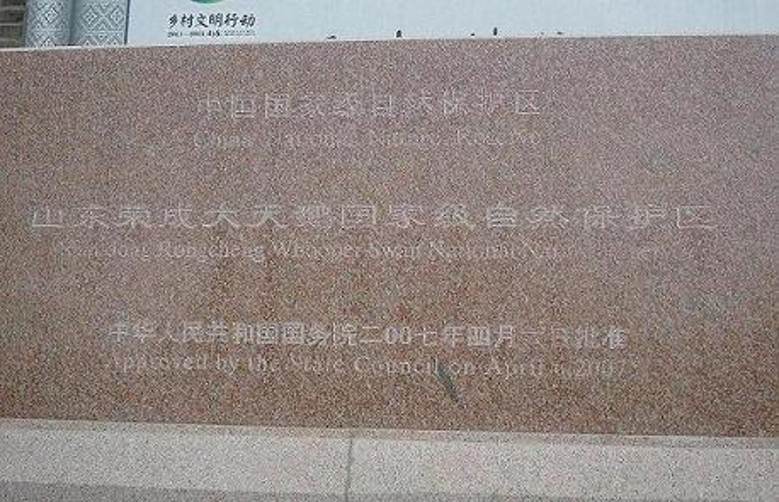 乡村文明行动
中国国家级自然保护区
China National Nature Reserve
山东荣成大天鹅国家级自然保护区
Shandong Rongcheng Whooper Swan National
中华人民共和国国务院二00七年四月六日批准
Approved by the State Council on April 6, 2007